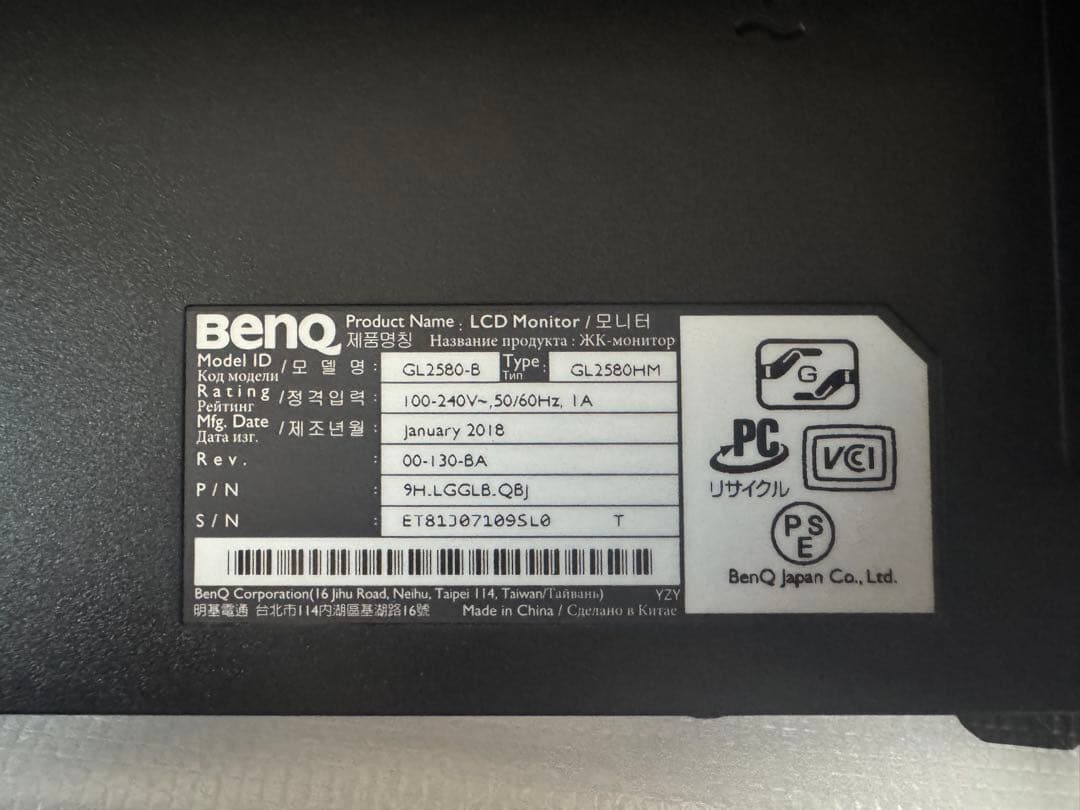 BenQ Product Name : LCD Monitor / 모니터
제품명칭 Название продукта : ЖК-монитор
Model ID / 모 델 명 : GL2580-B Type : GL2580HM
Код модели Тип
Rating / 정격입력 : 100-240V~,50/60Hz, 1A
Рейтинг
Mfg. Date / 제조년월 : January 2018
Дата изг.
Rev. : 00-130-BA
P/N : 9H.LGGLB.QBJ
S/N : ET81J07109SL0 T
BenQ Corporation(16 Jihu Road, Neihu, Taipei 114, Taiwan/Тайвань) YZY
明基電通 台北市114內湖區基湖路16號 Made in China / Сделано в Китае
G
PC
リサイクル
VCCI
PS
E
BenQ Japan Co., Ltd.